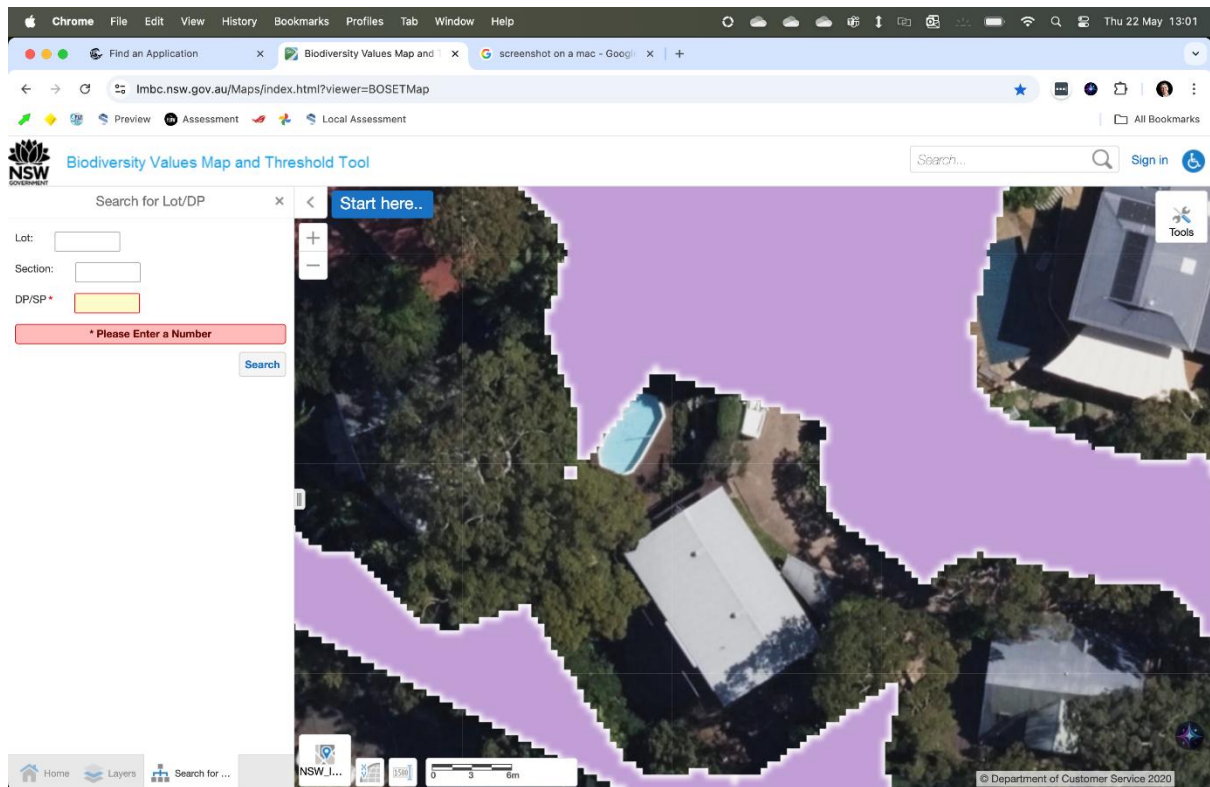 Chrome File Edit View History Bookmarks Profiles Tab Window Help Thu 22 May 13:01
Find an Application Biodiversity Values Map and T screenshot on a mac - Googl
lmbc.nsw.gov.au/Maps/index.html?viewer=BOSETMap
Preview Assessment Local Assessment All Bookmarks
NSW GOVERNMENT Biodiversity Values Map and Threshold Tool Search... Sign in
Search for Lot/DP Start here.. Tools
Lot:
Section:
DP/SP *
* Please Enter a Number
Search
Home Layers Search for ... NSW_I... 1:500 0 3 6m
© Department of Customer Service 2020